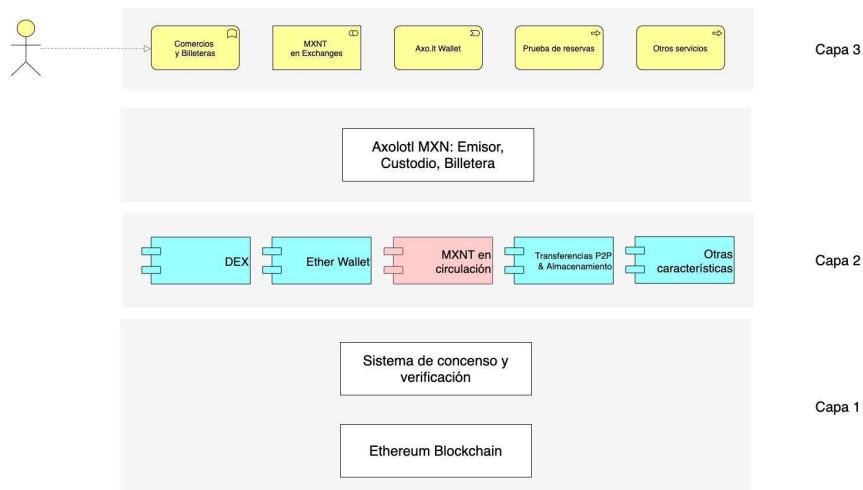 Comercios
y Billeteras
MXNT
en Exchanges
Axo.lt Wallet
Prueba de reservas
Otros servicios
Capa 3
Axolotl MXN: Emisor,
Custodio, Billetera
DEX
Ether Wallet
MXNT en
circulación
Transferencias P2P
& Almacenamiento
Otras
características
Capa 2
Sistema de concenso y
verificación
Capa 1
Ethereum Blockchain